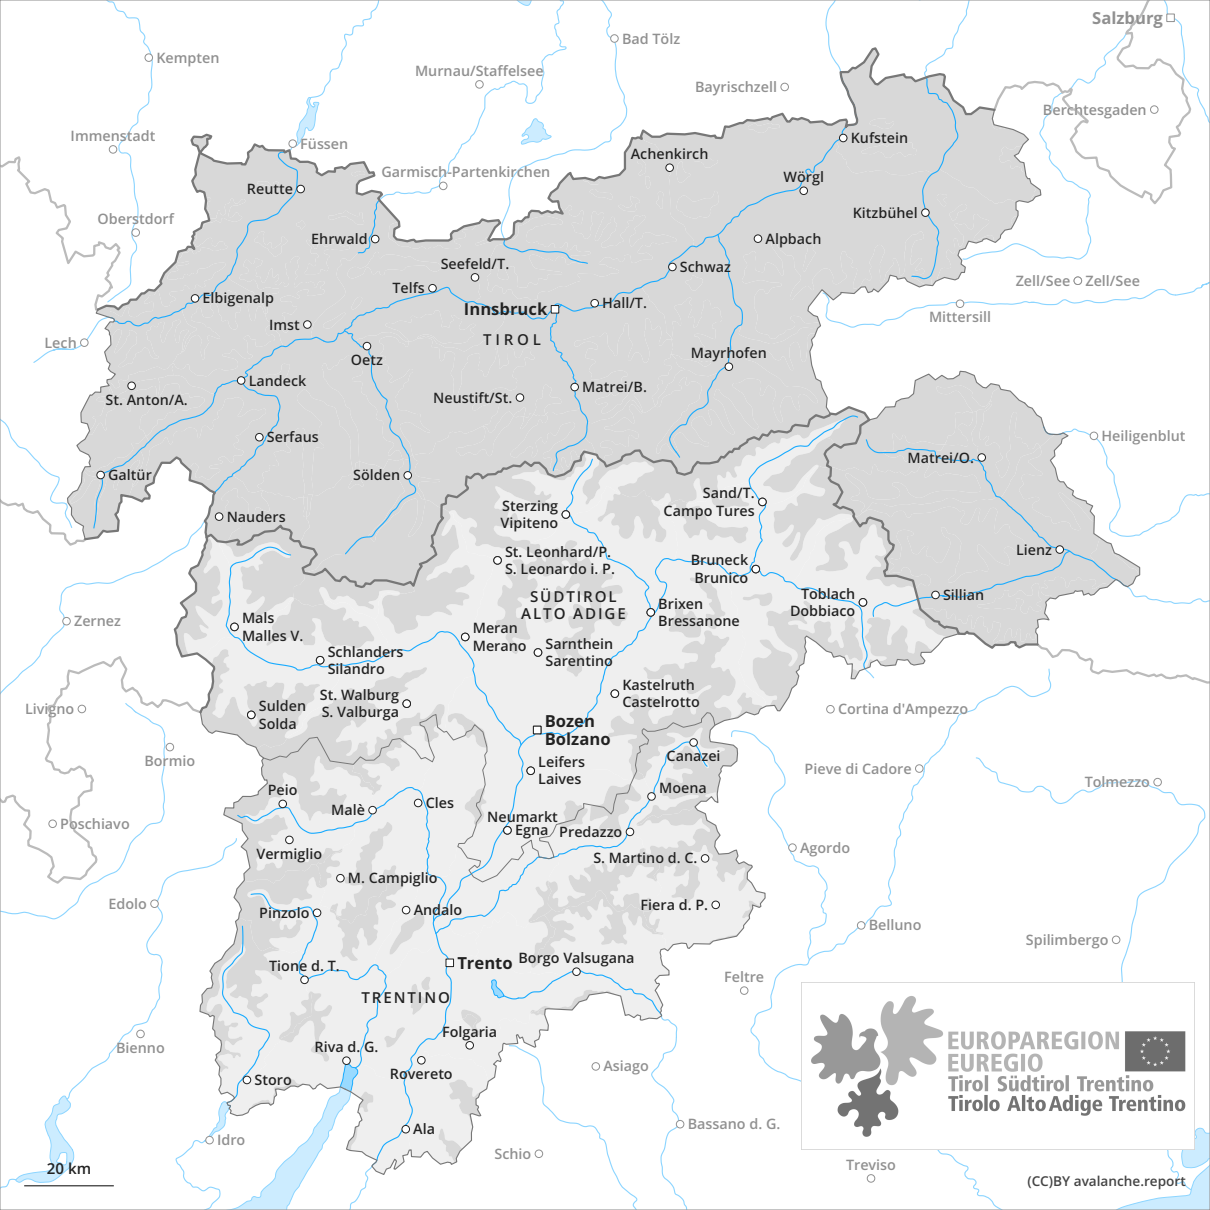 Salzburg
Kempten
Bad Tölz
Murnau/Staffelsee
Bayrischzell
Berchtesgaden
Immenstadt
Füssen
Kufstein
Achenkirch
Garmisch-Partenkirchen
Wörgl
Reutte
Oberstdorf
Kitzbühel
Ehrwald
Alpbach
Seefeld/T.
Schwaz
Zell/See
Zell/See
Telfs
Elbigenalp
Hall/T.
Innsbruck
Mittersill
Imst
TIROL
Lech
Oetz
Mayrhofen
Landeck
Matrei/B.
St. Anton/A.
Neustift/St.
Serfaus
Heiligenblut
Matrei/O.
Galtür
Sölden
Sand/T.
Campo Tures
Sterzing
Vipiteno
Nauders
St. Leonhard/P.
S. Leonardo i. P.
Lienz
Bruneck
Brunico
SÜDTIROL
ALTO ADIGE
Toblach
Dobbiaco
Sillian
Brixen
Bressanone
Zernez
Mals
Malles V.
Meran
Merano
Sarnthein
Sarentino
Schlanders
Silandro
Kastelruth
Castelrotto
St. Walburg
S. Valburga
Livigno
Sulden
Solda
Cortina d'Ampezzo
Bozen
Bolzano
Bormio
Canazei
Leifers
Laives
Pieve di Cadore
Tolmezzo
Peio
Moena
Malè
Cles
Neumarkt
Egna
Predazzo
Poschiavo
Vermiglio
Agordo
S. Martino d. C.
M. Campiglio
Edolo
Pinzolo
Andalo
Fiera d. P.
Belluno
Spilimbergo
Trento
Borgo Valsugana
Tione d. T.
Feltre
TRENTINO
Folgaria
Bienno
Riva d. G.
Rovereto
Asiago
Storo
EUROPAREGION
EUREGIO
Tirol Südtirol Trentino
Tirolo Alto Adige Trentino
Ala
Bassano d. G.
Idro
Schio
Treviso
20 km
(CC)BY avalanche.report